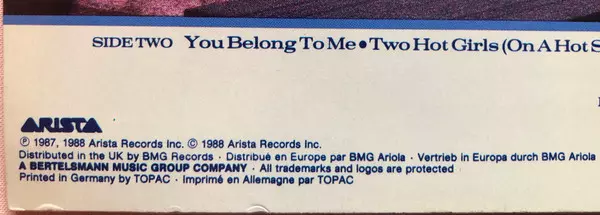 SIDE TWO You Belong To Me • Two Hot Girls (On A Hot S
ARISTA
Ⓟ 1987, 1988 Arista Records Inc. © 1988 Arista Records Inc.
Distributed in the UK by BMG Records · Distribué en Europe par BMG Ariola · Vertrieb in Europa durch BMG Ariola
A BERTELSMANN MUSIC GROUP COMPANY · All trademarks and logos are protected
Printed in Germany by TOPAC · Imprimé en Allemagne par TOPAC